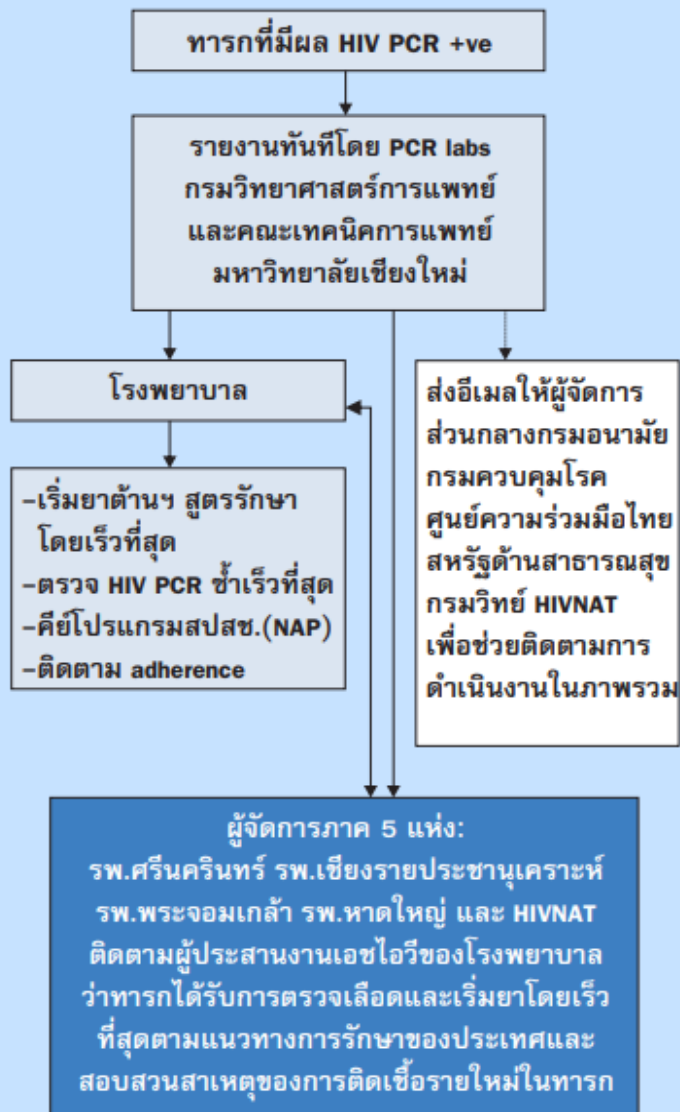 ทารกที่มีผล HIV PCR +ve
รายงานทันทีโดย PCR labs
กรมวิทยาศาสตร์การแพทย์
และคณะเทคนิคการแพทย์
มหาวิทยาลัยเชียงใหม่
โรงพยาบาล
-เริ่มยาต้านฯ สูตรรักษา
โดยเร็วที่สุด
-ตรวจ HIV PCR ซ้ำเร็วที่สุด
-คีย์โปรแกรมสปสช.(NAP)
-ติดตาม adherence
ส่งอีเมลให้ผู้จัดการ
ส่วนกลางกรมอนามัย
กรมควบคุมโรค
ศูนย์ความร่วมมือไทย
สหรัฐด้านสาธารณสุข
กรมวิทย์ HIVNAT
เพื่อช่วยติดตามการ
ดำเนินงานในภาพรวม
ผู้จัดการภาค 5 แห่ง:
รพ.ศรีนครินทร์ รพ.เชียงรายประชานุเคราะห์
รพ.พระจอมเกล้า รพ.หาดใหญ่ และ HIVNAT
ติดตามผู้ประสานงานเอชไอวีของโรงพยาบาล
ว่าทารกได้รับการตรวจเลือดและเริ่มยาโดยเร็ว
ที่สุดตามแนวทางการรักษาของประเทศและ
สอบสวนสาเหตุของการติดเชื้อรายใหม่ในทารก